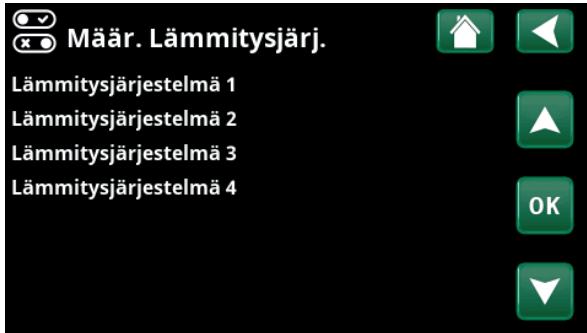 Määr. Lämmitysjärj.
Lämmitysjärjestelmä 1
Lämmitysjärjestelmä 2
Lämmitysjärjestelmä 3
Lämmitysjärjestelmä 4
OK